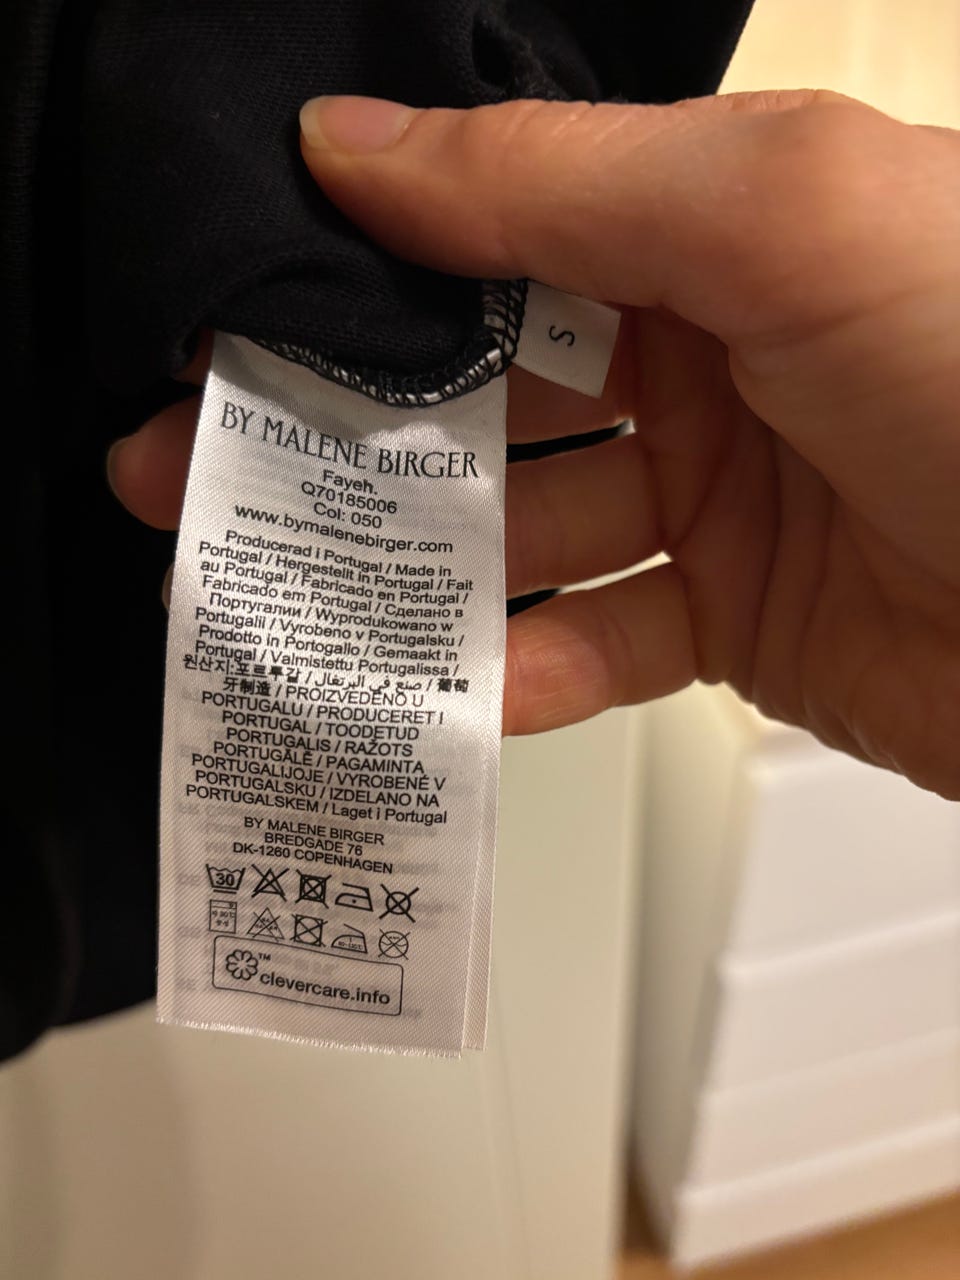 S
BY MALENE BIRGER
Fayeh.
Q70185006
Col: 050
www.bymalenebirger.com
Producerad i Portugal / Made in
Portugal / Hergestellt in Portugal / Fait
au Portugal / Fabricado en Portugal /
Fabricado em Portugal / Сделано в
Португалии / Wyprodukowano w
Portugalii / Vyrobeno v Portugalsku /
Prodotto in Portogallo / Gemaakt in
Portugal / Valmistettu Portugalissa /
원산지:포르투갈 / صنع في البرتغال / 葡萄
牙制造 / PROIZVEDENO U
PORTUGALU / PRODUCERET I
PORTUGAL / TOODETUD
PORTUGALIS / RAŽOTS
PORTUGĀLĒ / PAGAMINTA
PORTUGALIJOJE / VYROBENÉ V
PORTUGALSKU / IZDELANO NA
PORTUGALSKEM / Laget i Portugal
BY MALENE BIRGER
BREDGADE 76
DK-1260 COPENHAGEN
30
clevercare.info™